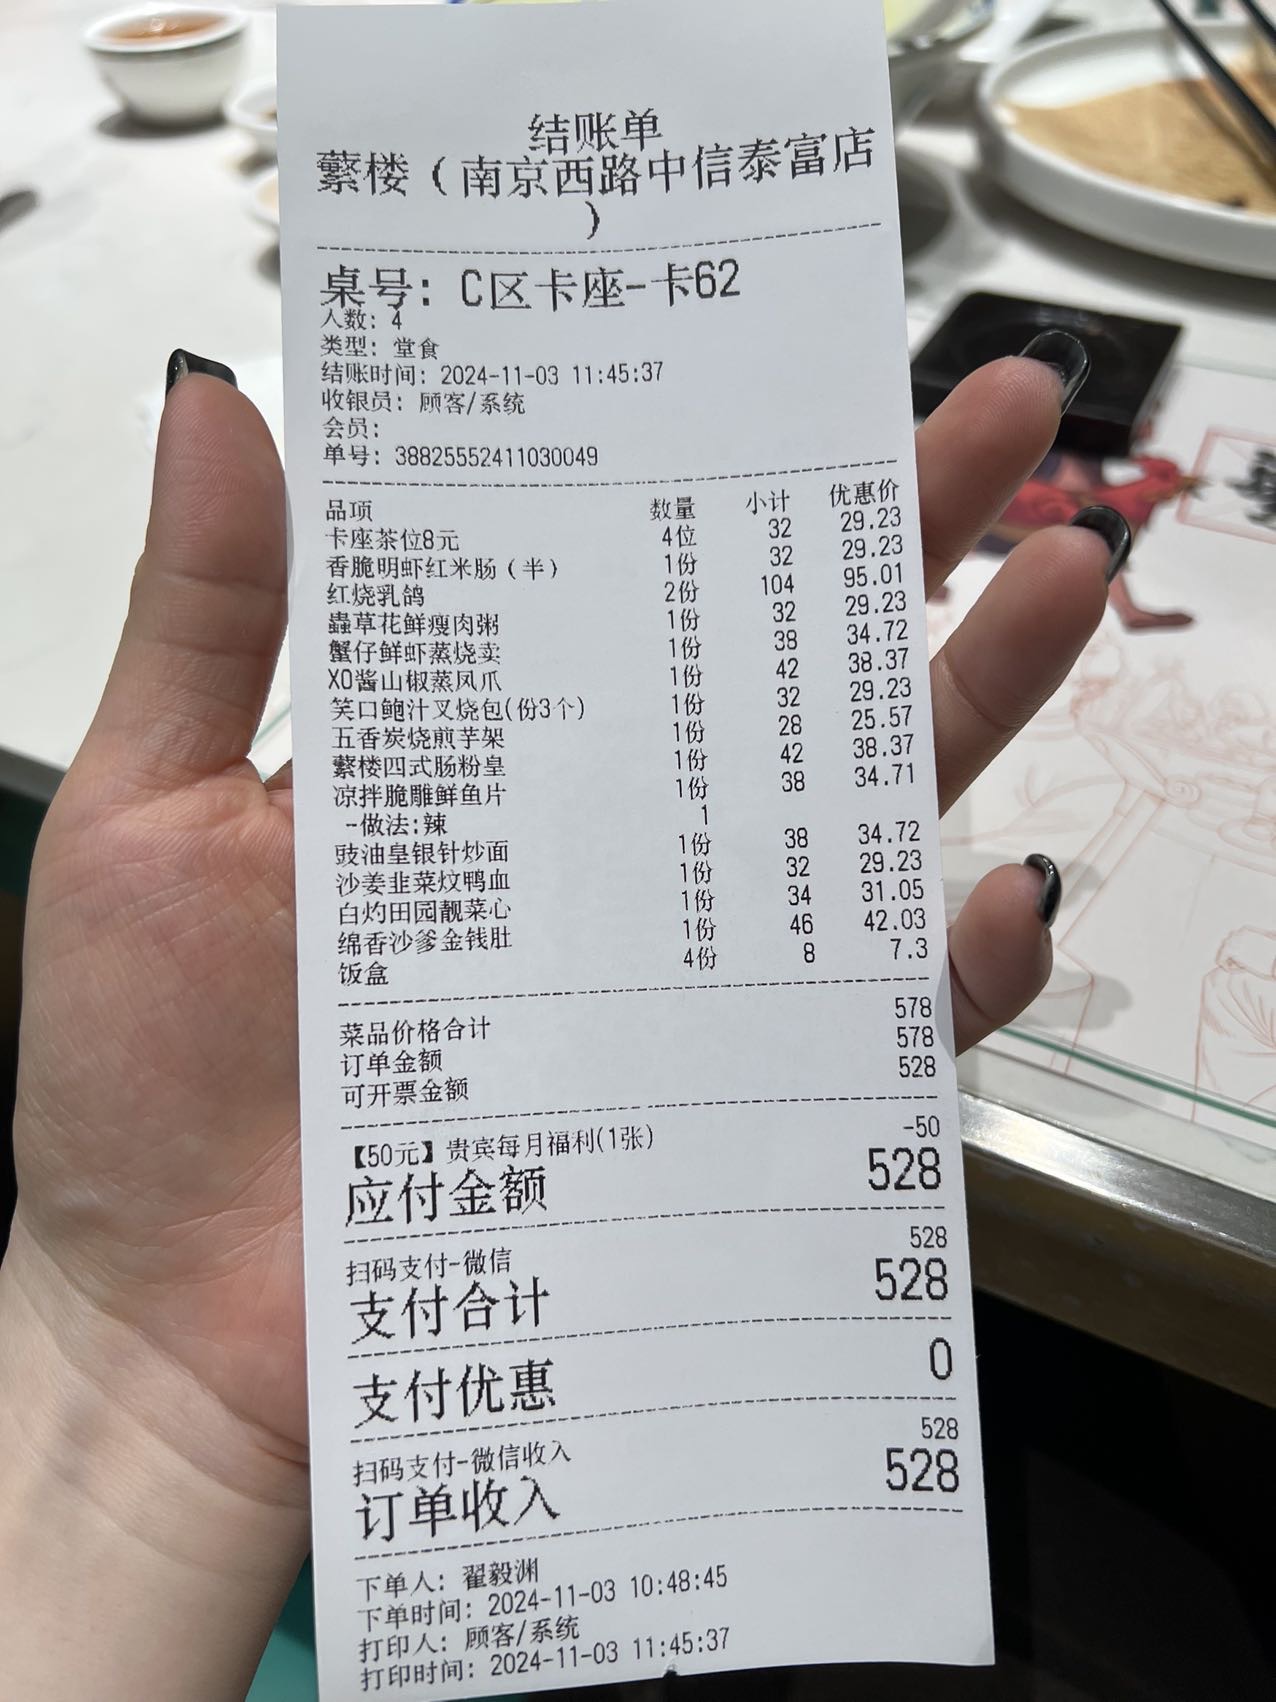 结账单
蘩楼（南京西路中信泰富店
）
桌号：C区卡座-卡62
人数：4
类型：堂食
结账时间：2024-11-03 11:45:37
收银员：顾客/系统
会员：
单号：38825552411030049
品项 数量 小计 优惠价
卡座茶位8元 4位 32 29.23
香脆明虾红米肠（半） 1份 32 29.23
红烧乳鸽 2份 104 95.01
蟲草花鲜瘦肉粥 1份 32 29.23
蟹仔鲜虾蒸烧卖 1份 38 34.72
XO酱山椒蒸凤爪 1份 42 38.37
笑口鲍汁叉烧包(份3个) 1份 32 29.23
五香炭烧煎芋架 1份 28 25.57
蘩楼四式肠粉皇 1份 42 38.37
凉拌脆雕鲜鱼片 1份 38 34.71
-做法:辣 1
豉油皇银针炒面 1份 38 34.72
沙姜韭菜炆鸭血 1份 32 29.23
白灼田园靓菜心 1份 34 31.05
绵香沙爹金钱肚 1份 46 42.03
饭盒 4份 8 7.3
菜品价格合计 578
订单金额 578
可开票金额 528
【50元】贵宾每月福利(1张) -50
应付金额 528
扫码支付-微信 528
支付合计 528
支付优惠 0
扫码支付-微信收入 528
订单收入 528
下单人：翟毅渊
下单时间：2024-11-03 10:48:45
打印人：顾客/系统
打印时间：2024-11-03 11:45:37